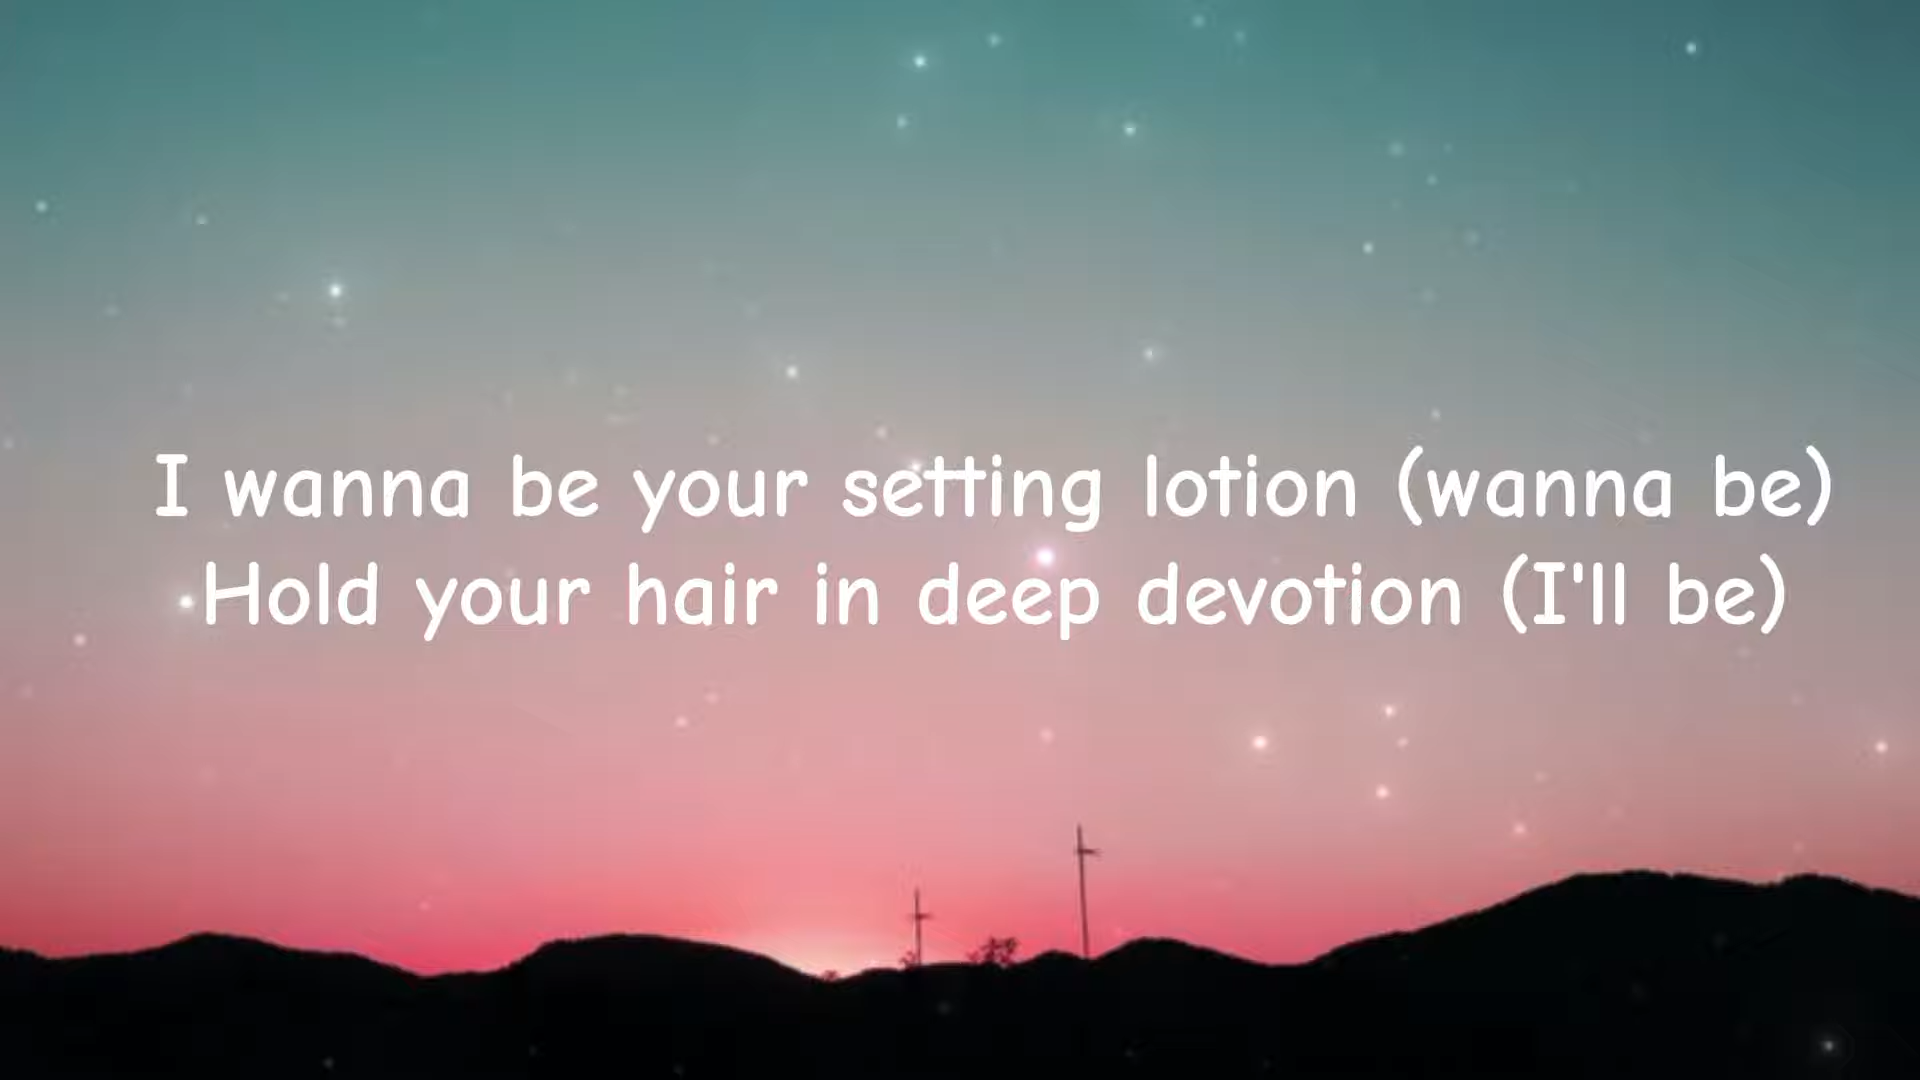 I wanna be your setting lotion (wanna be)
Hold your hair in deep devotion (I'll be)